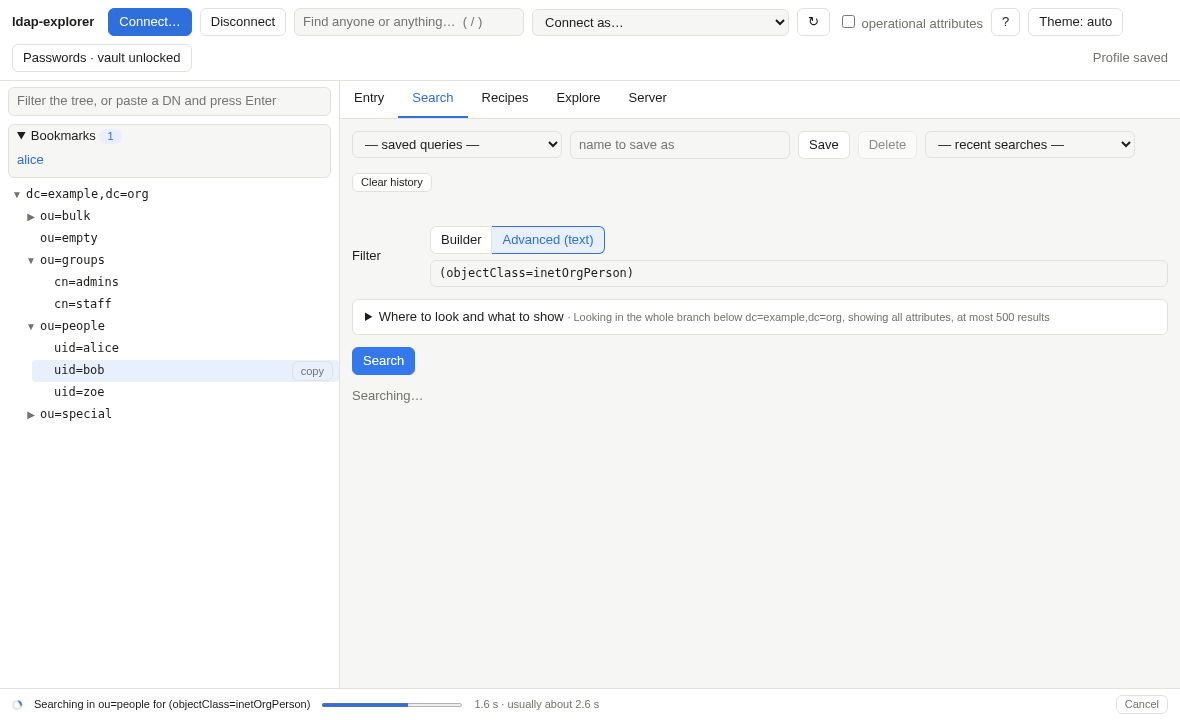 ldap-explorer Connect… Disconnect Find anyone or anything… ( / ) Connect as… ↻ operational attributes ? Theme: auto
Passwords · vault unlocked Profile saved
Filter the tree, or paste a DN and press Enter
Bookmarks 1
alice
dc=example,dc=org
ou=bulk
ou=empty
ou=groups
cn=admins
cn=staff
ou=people
uid=alice
uid=bob copy
uid=zoe
ou=special
Entry Search Recipes Explore Server
— saved queries — name to save as Save Delete — recent searches —
Clear history
Builder Advanced (text)
Filter
(objectClass=inetOrgPerson)
Where to look and what to show · Looking in the whole branch below dc=example,dc=org, showing all attributes, at most 500 results
Search
Searching…
Searching in ou=people for (objectClass=inetOrgPerson) 1.6 s · usually about 2.6 s Cancel